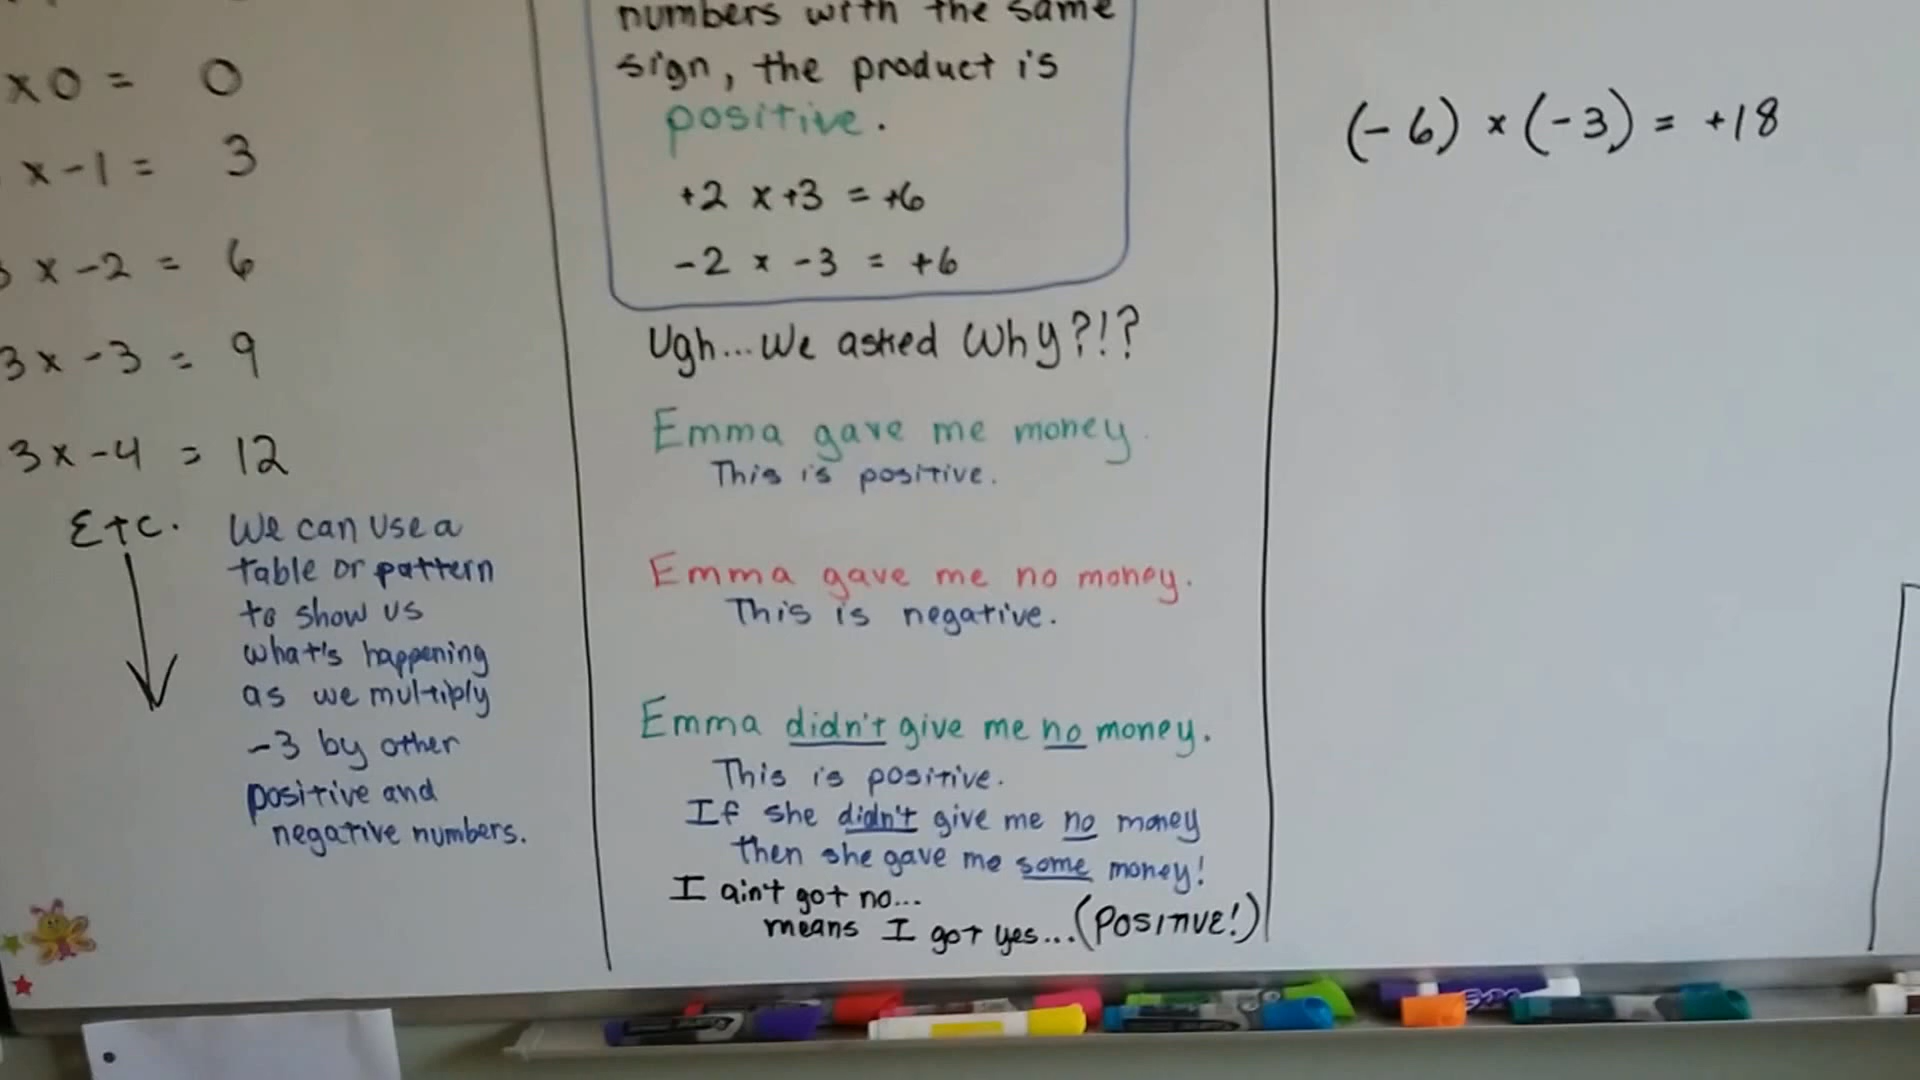 x 0 = 0
x -1 = 3
3 x -2 = 6
3 x -3 = 9
3 x -4 = 12
Etc.
We can use a
table or pattern
to show us
what's happening
as we multiply
-3 by other
positive and
negative numbers.
numbers with the same
sign, the product is
positive.
+2 x +3 = +6
-2 x -3 = +6
Ugh... We asked Why?!?
Emma gave me money.
This is positive.
Emma gave me no money.
This is negative.
Emma didn't give me no money.
This is positive.
If she didn't give me no money
then she gave me some money!
I ain't got no...
means I got yes... (POSITIVE!)
(-6) x (-3) = +18